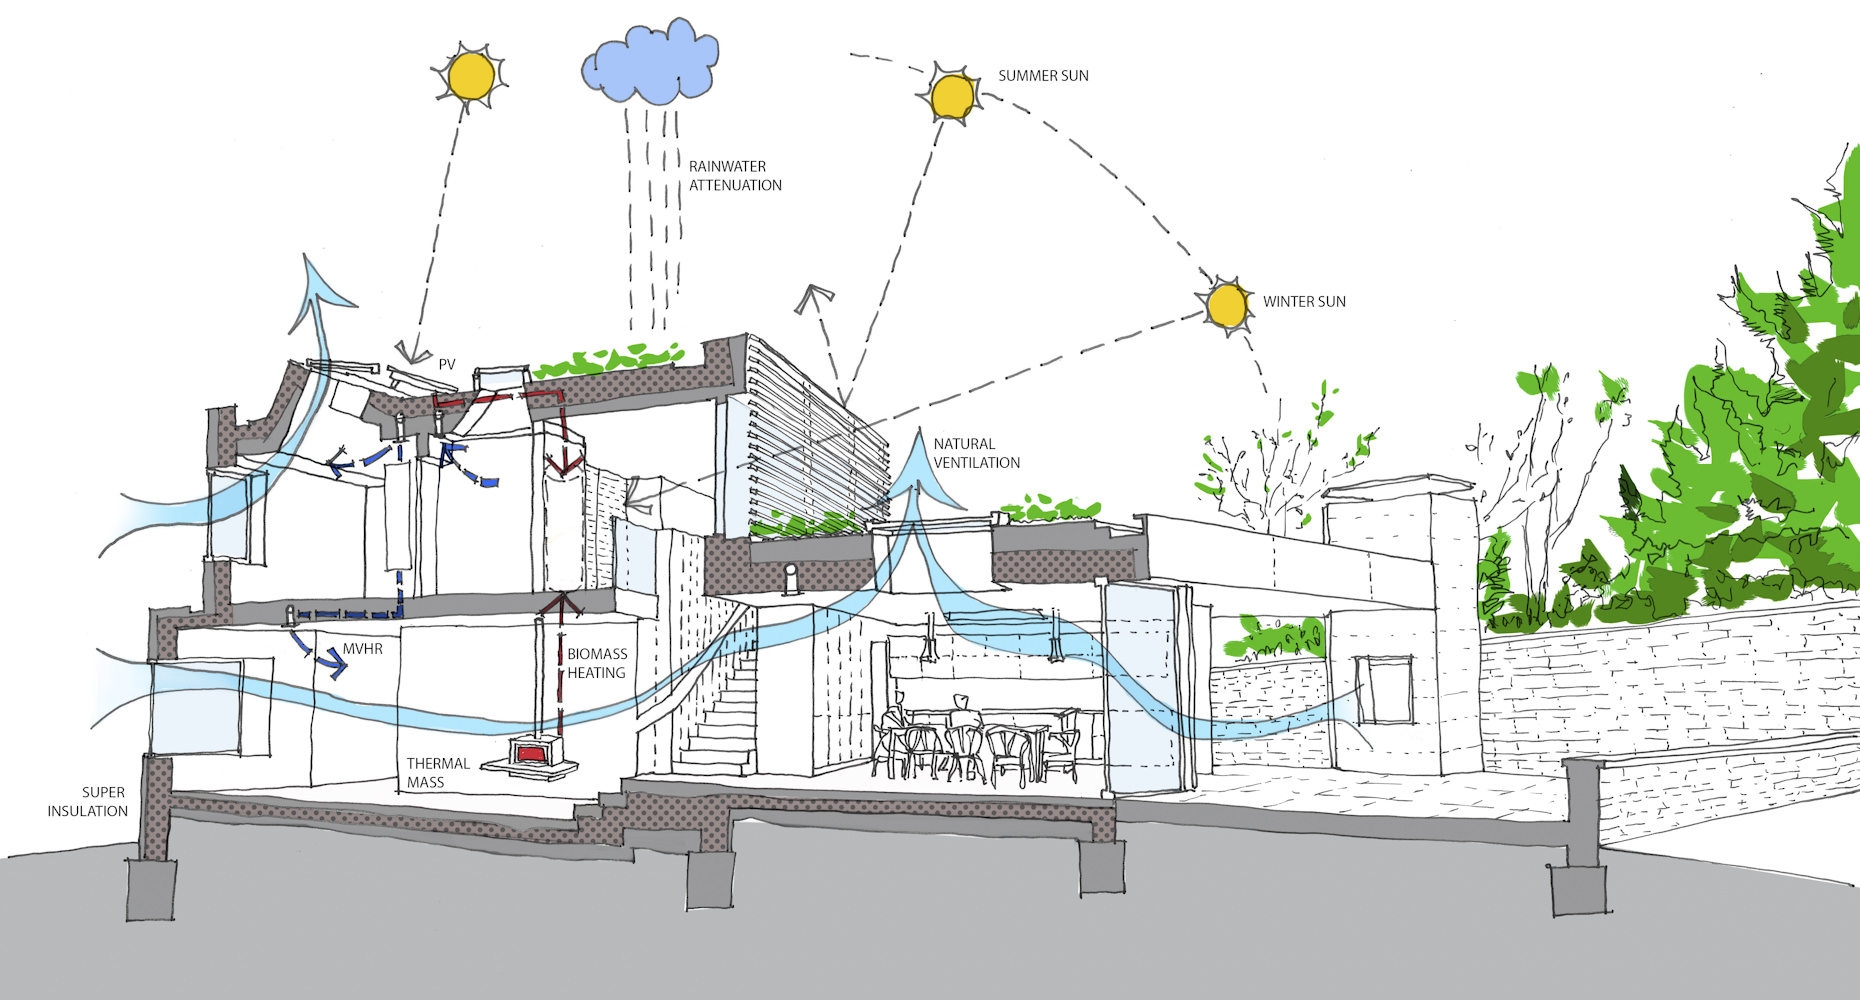 SUMMER SUN
RAINWATER
ATTENUATION
WINTER SUN
PV
NATURAL
VENTILATION
MVHR
BIOMASS
HEATING
THERMAL
MASS
SUPER
INSULATION